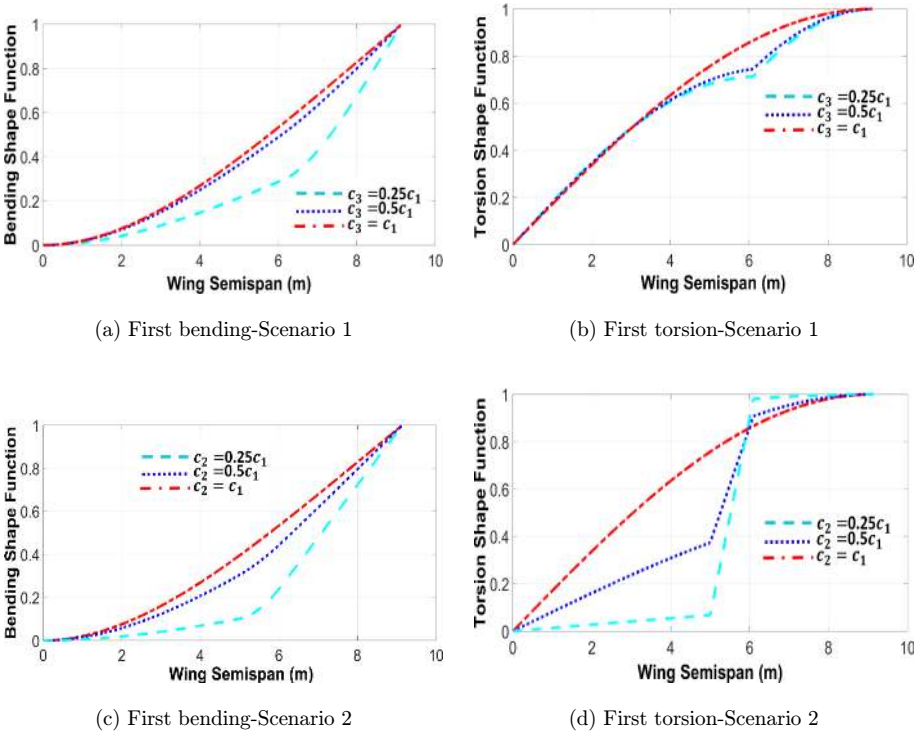 Bending Shape Function
1
0.8
0.6
0.4
0.2
0
0 2 4 6 8 10
Wing Semispan (m)
c₃ =0.25c₁
c₃ =0.5c₁
c₃ = c₁
(a) First bending-Scenario 1
Torsion Shape Function
1
0.8
0.6
0.4
0.2
0
0 2 4 6 8 10
Wing Semispan (m)
c₃ =0.25c₁
c₃ =0.5c₁
c₃ = c₁
(b) First torsion-Scenario 1
Bending Shape Function
1
0.8
0.6
0.4
0.2
0
0 2 4 6 8 10
Wing Semispan (m)
c₂ =0.25c₁
c₂ =0.5c₁
c₂ = c₁
(c) First bending-Scenario 2
Torsion Shape Function
1
0.8
0.6
0.4
0.2
0
0 2 4 6 8 10
Wing Semispan (m)
c₂ =0.25c₁
c₂ =0.5c₁
c₂ = c₁
(d) First torsion-Scenario 2